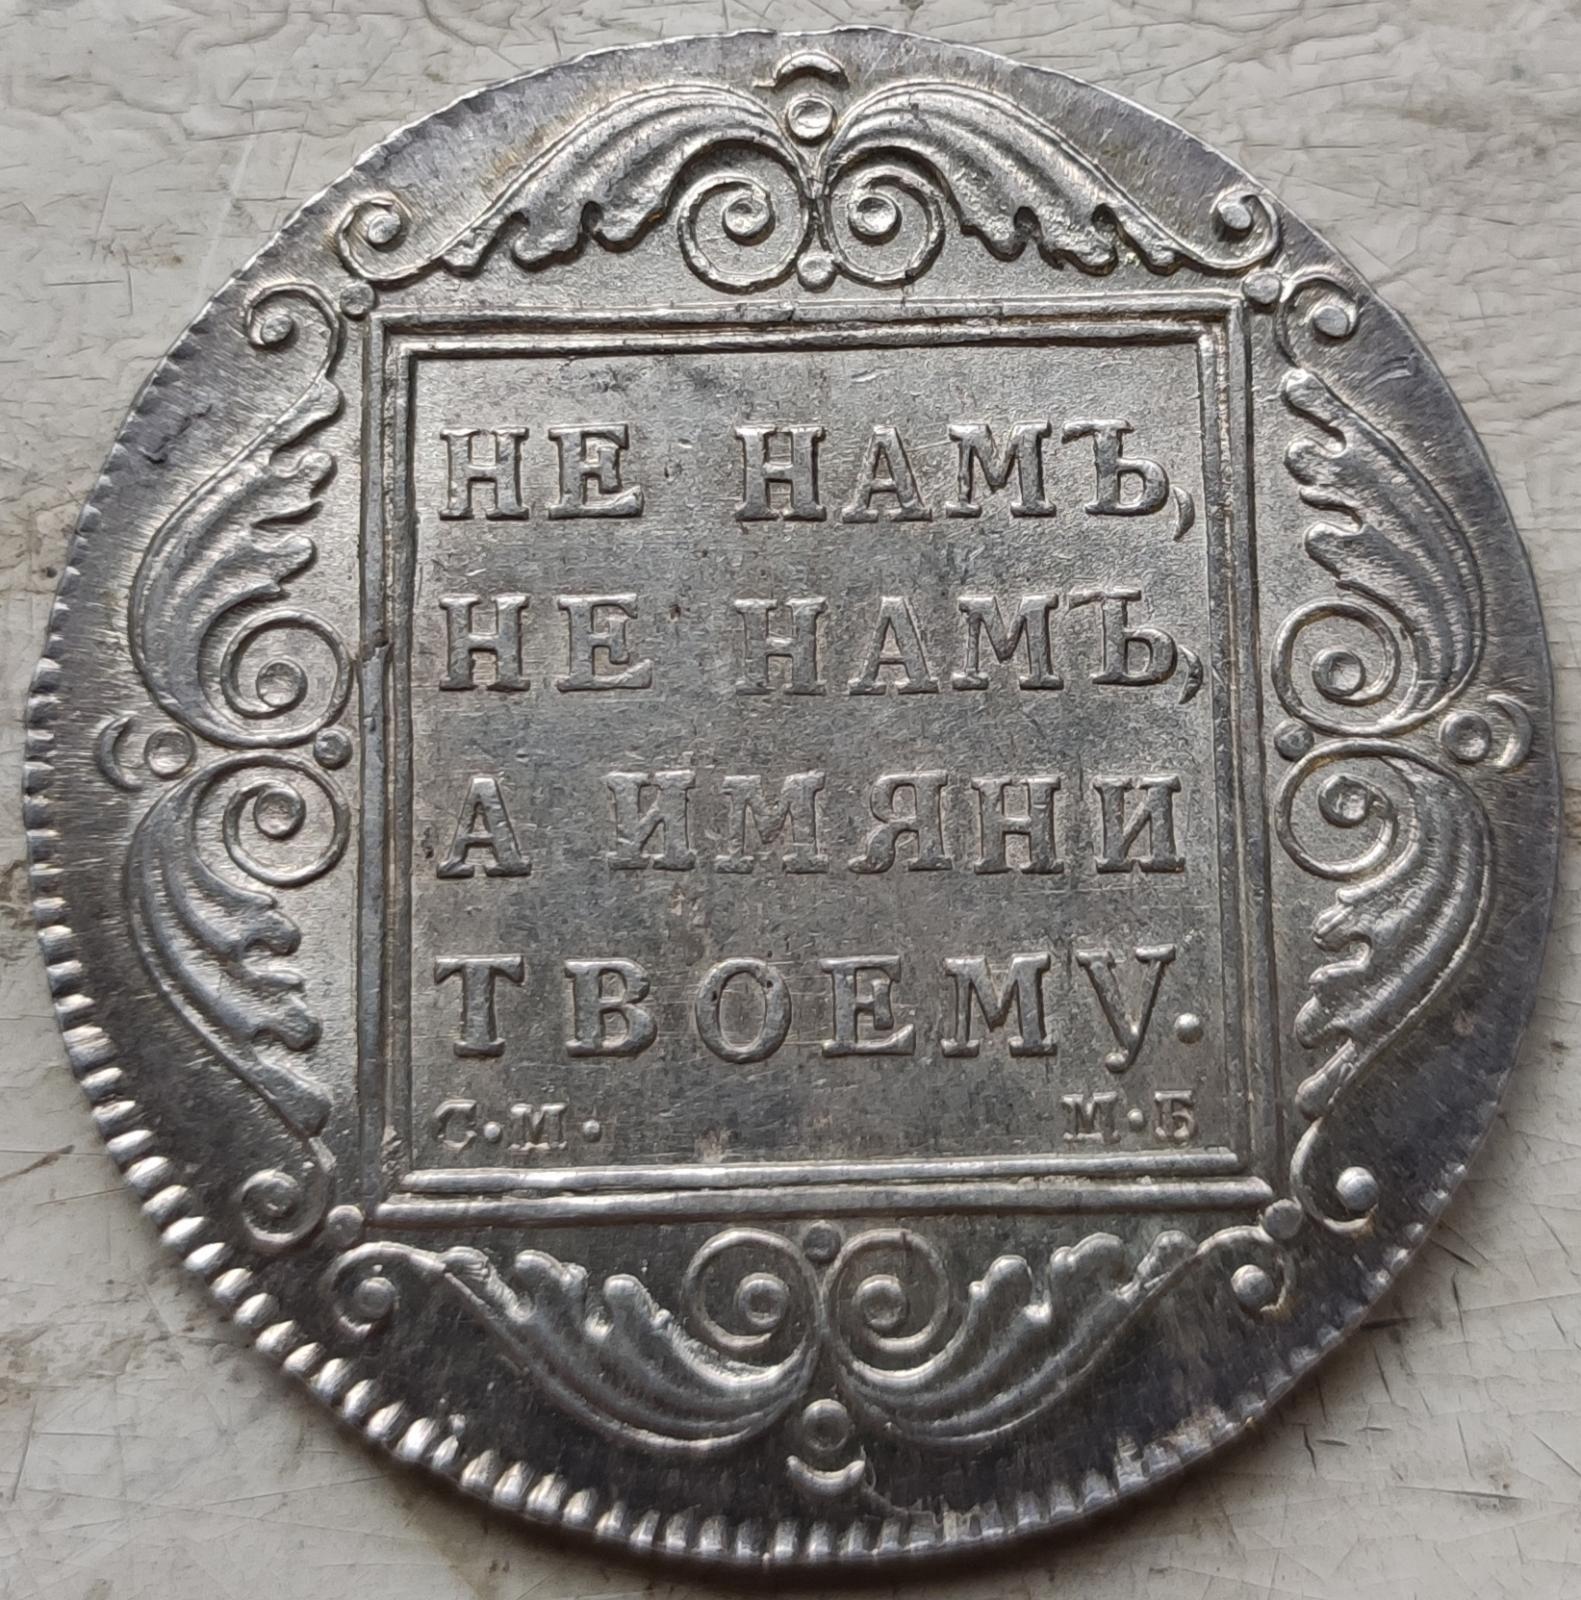 НЕ НАМЪ,
НЕ НАМЪ,
А ИМЯНИ
ТВОЕМУ.
С.М. М.Б